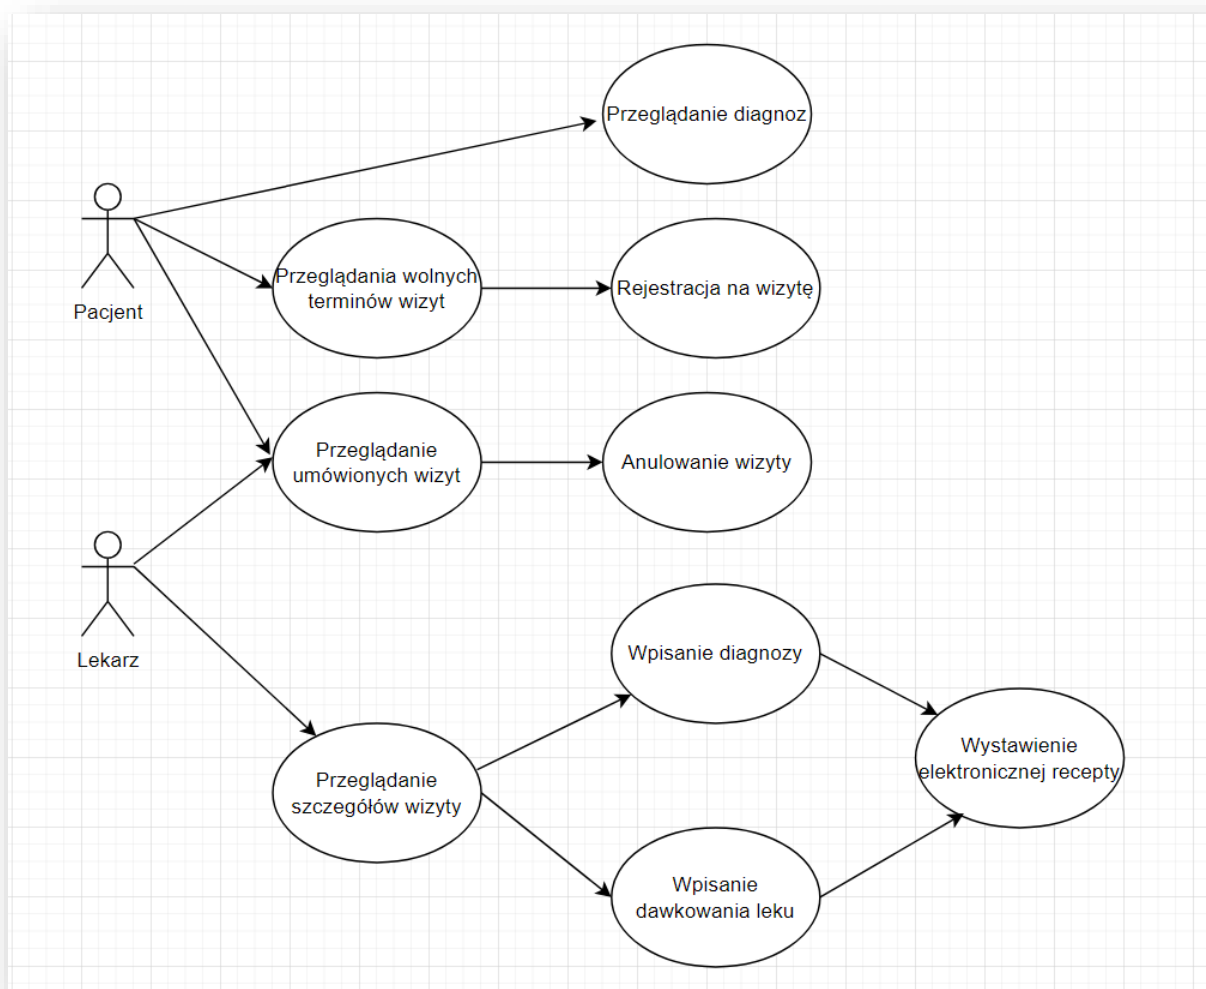 Przeglądanie diagnoz
Pacjent
Przeglądania wolnych
terminów wizyt
Rejestracja na wizytę
Przeglądanie
umówionych wizyt
Anulowanie wizyty
Lekarz
Wpisanie diagnozy
Wystawienie
elektronicznej recepty
Przeglądanie
szczegółów wizyty
Wpisanie
dawkowania leku